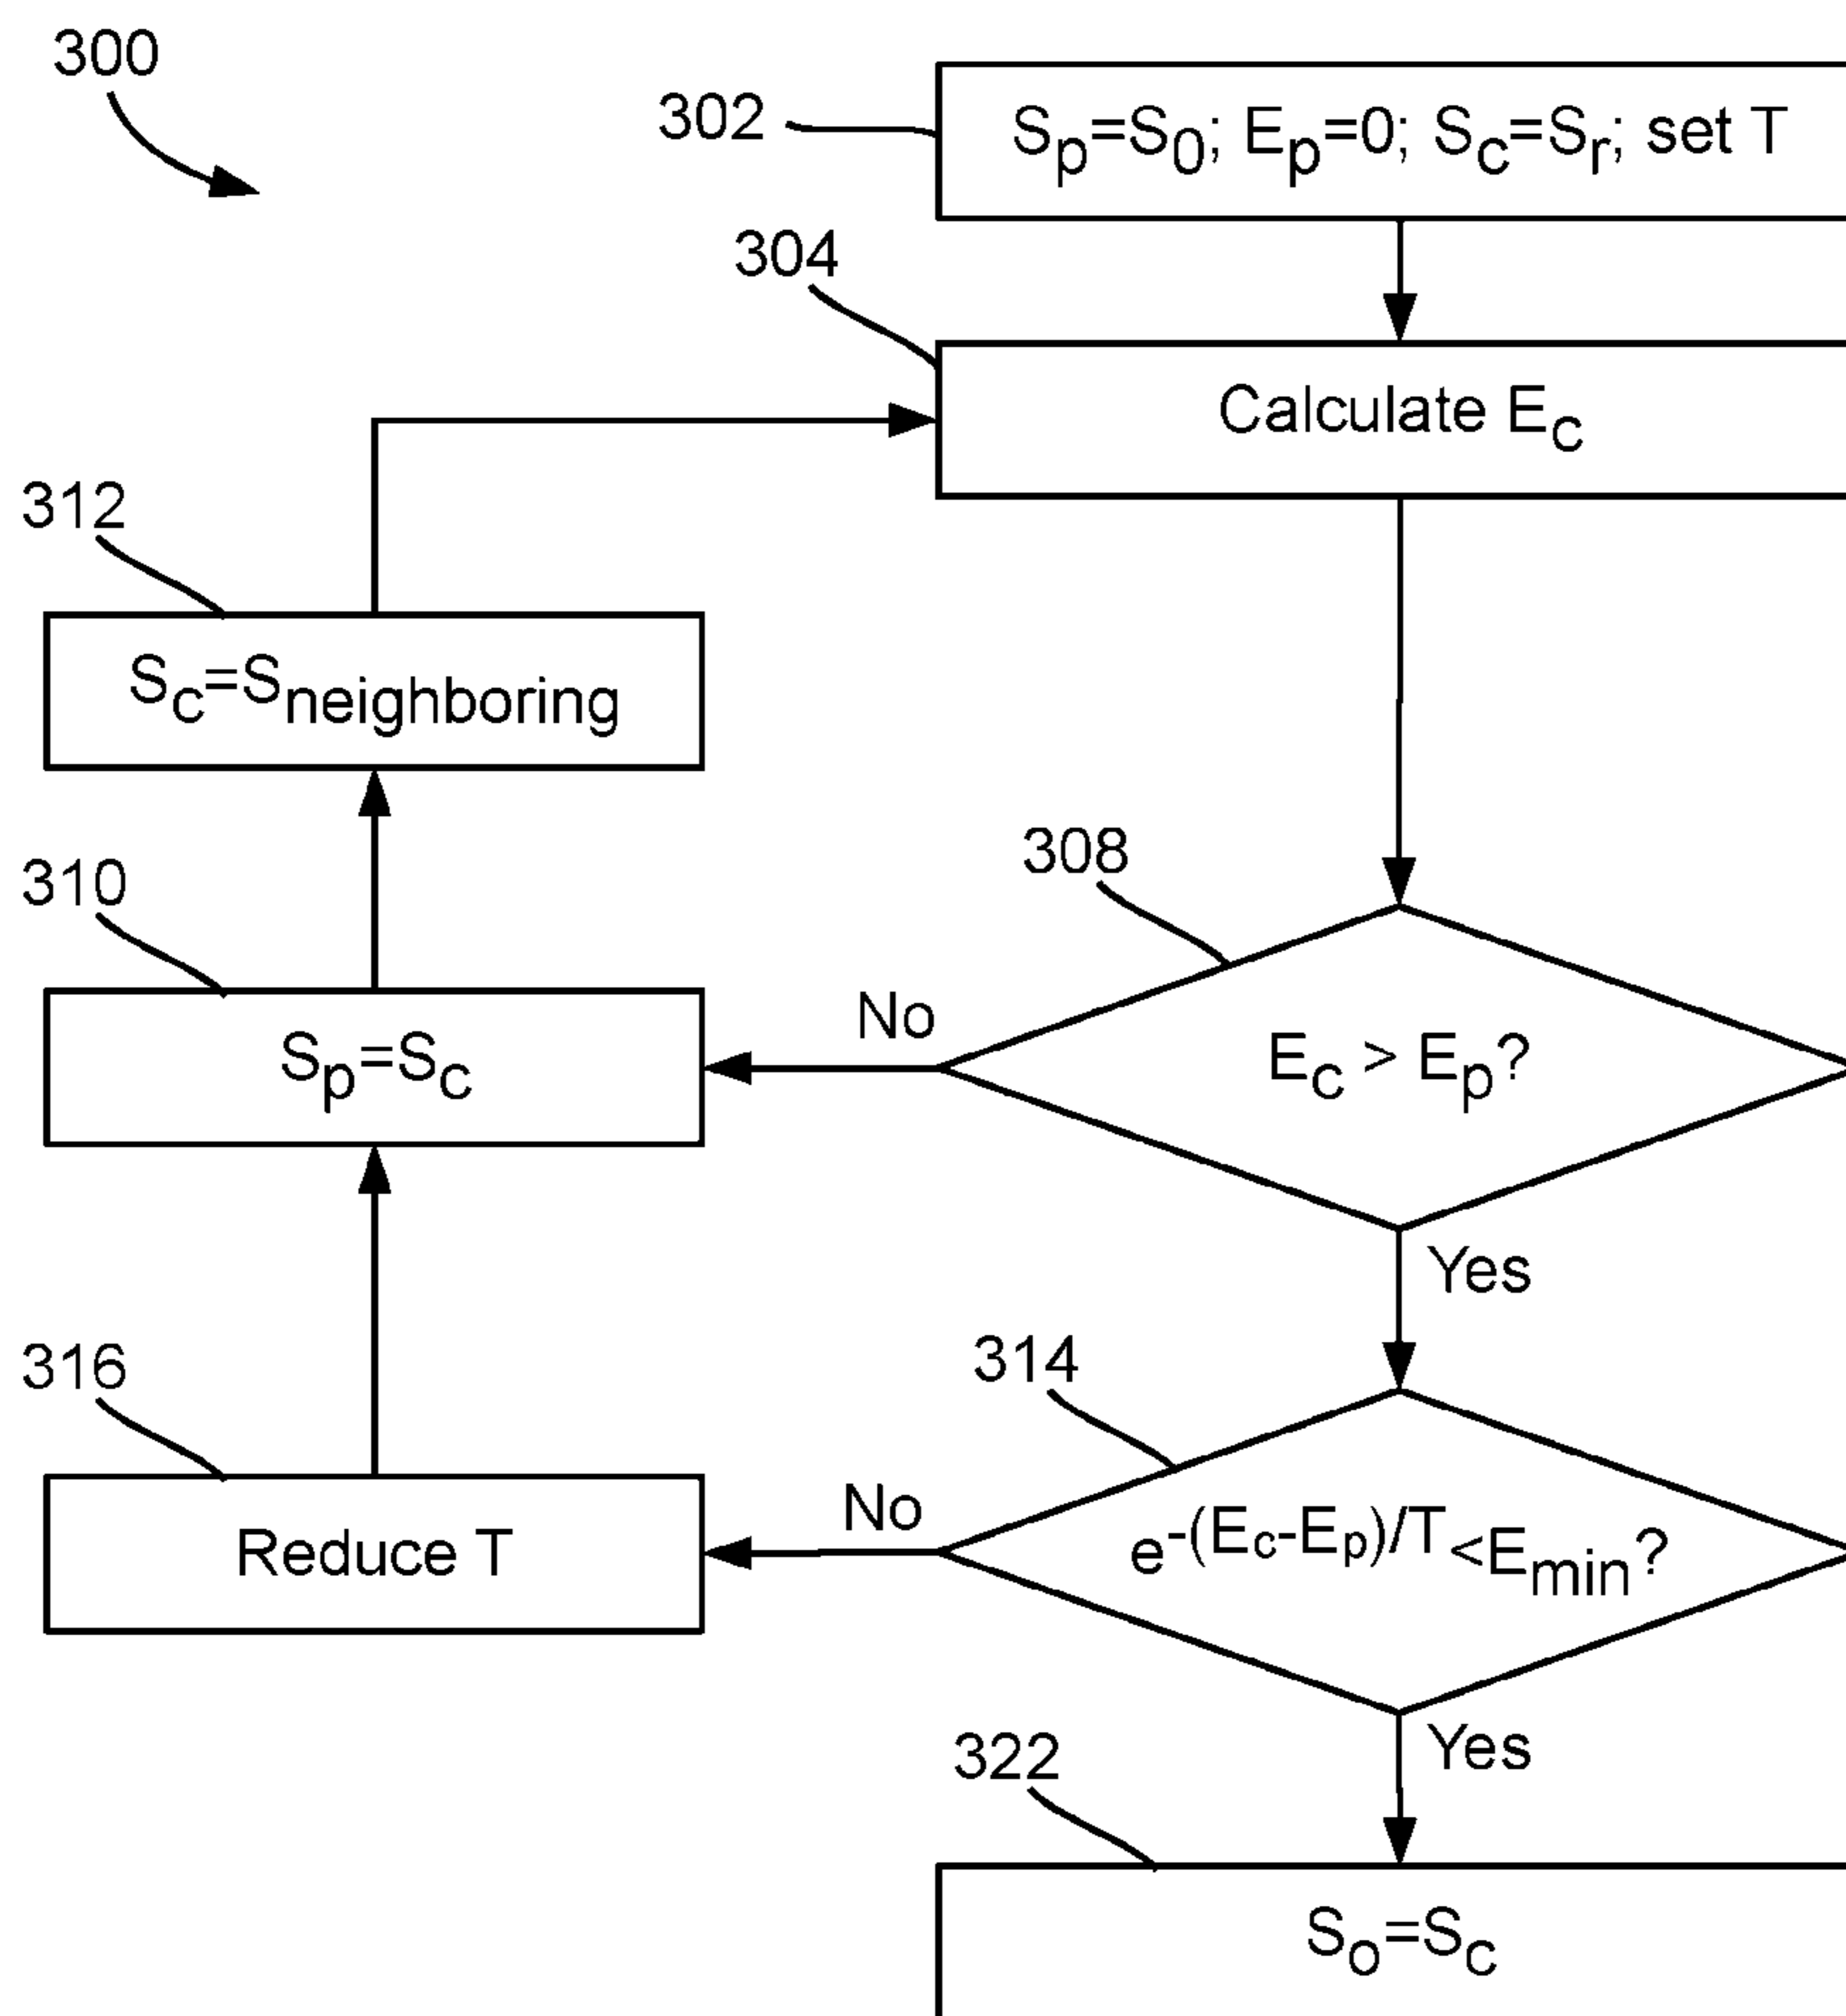 300
302
Sp=S0; Ep=0; Sc=Sr; set T
304
Calculate Ec
312
Sc=Sneighboring
308
310
No
Sp=Sc
Ec > Ep?
Yes
314
316
No
Reduce T
e-(Ec-Ep)/T<Emin?
Yes
322
So=Sc